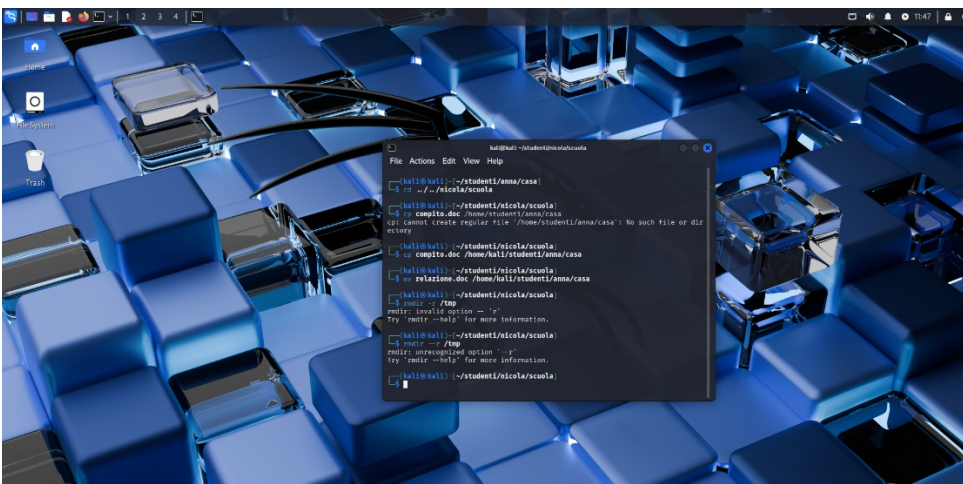 1 2 3 4
11:47
Home
File System
Trash
kali@kali: ~/studenti/nicola/scuola
File Actions Edit View Help
(kali㉿kali)-[~/studenti/anna/casa]
$ cd ../../nicola/scuola
(kali㉿kali)-[~/studenti/nicola/scuola]
$ cp compito.doc /home/studenti/anna/casa
cp: cannot create regular file '/home/studenti/anna/casa': No such file or dir
ectory
(kali㉿kali)-[~/studenti/nicola/scuola]
$ cp compito.doc /home/kali/studenti/anna/casa
(kali㉿kali)-[~/studenti/nicola/scuola]
$ mv relazione.doc /home/kali/studenti/anna/casa
(kali㉿kali)-[~/studenti/nicola/scuola]
$ rmdir -r /tmp
rmdir: invalid option -- 'r'
Try 'rmdir --help' for more information.
(kali㉿kali)-[~/studenti/nicola/scuola]
$ rmdir --r /tmp
rmdir: unrecognized option '--r'
Try 'rmdir --help' for more information.
(kali㉿kali)-[~/studenti/nicola/scuola]
$